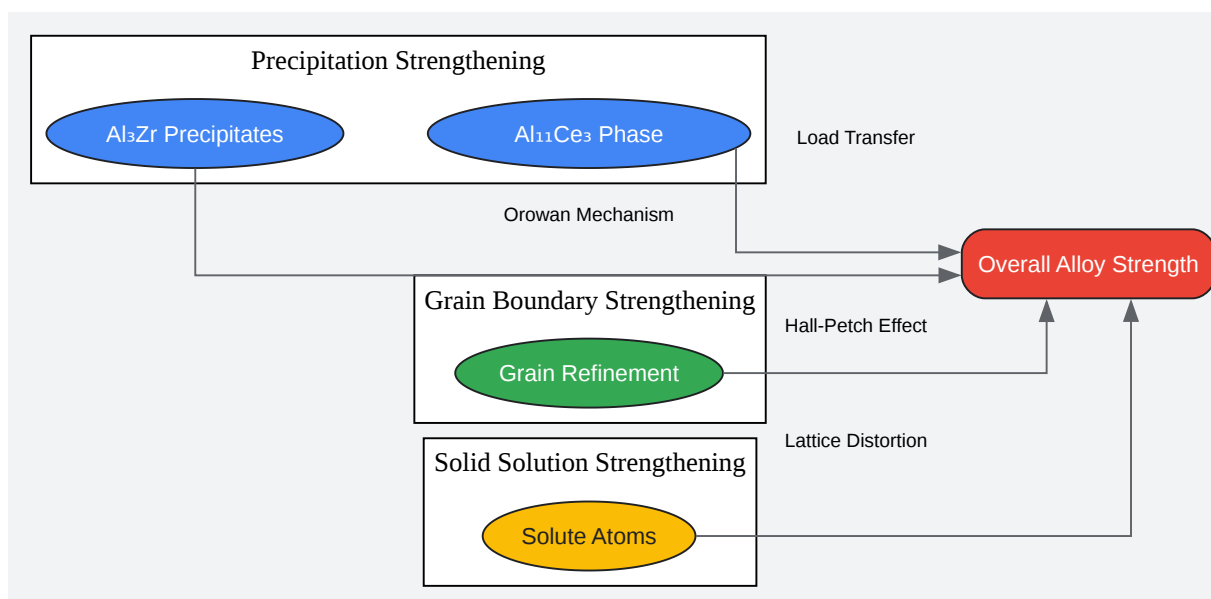 Precipitation Strengthening
Al₃Zr Precipitates
Al₁₁Ce₃ Phase
Load Transfer
Orowan Mechanism
Overall Alloy Strength
Grain Boundary Strengthening
Hall-Petch Effect
Grain Refinement
Lattice Distortion
Solid Solution Strengthening
Solute Atoms